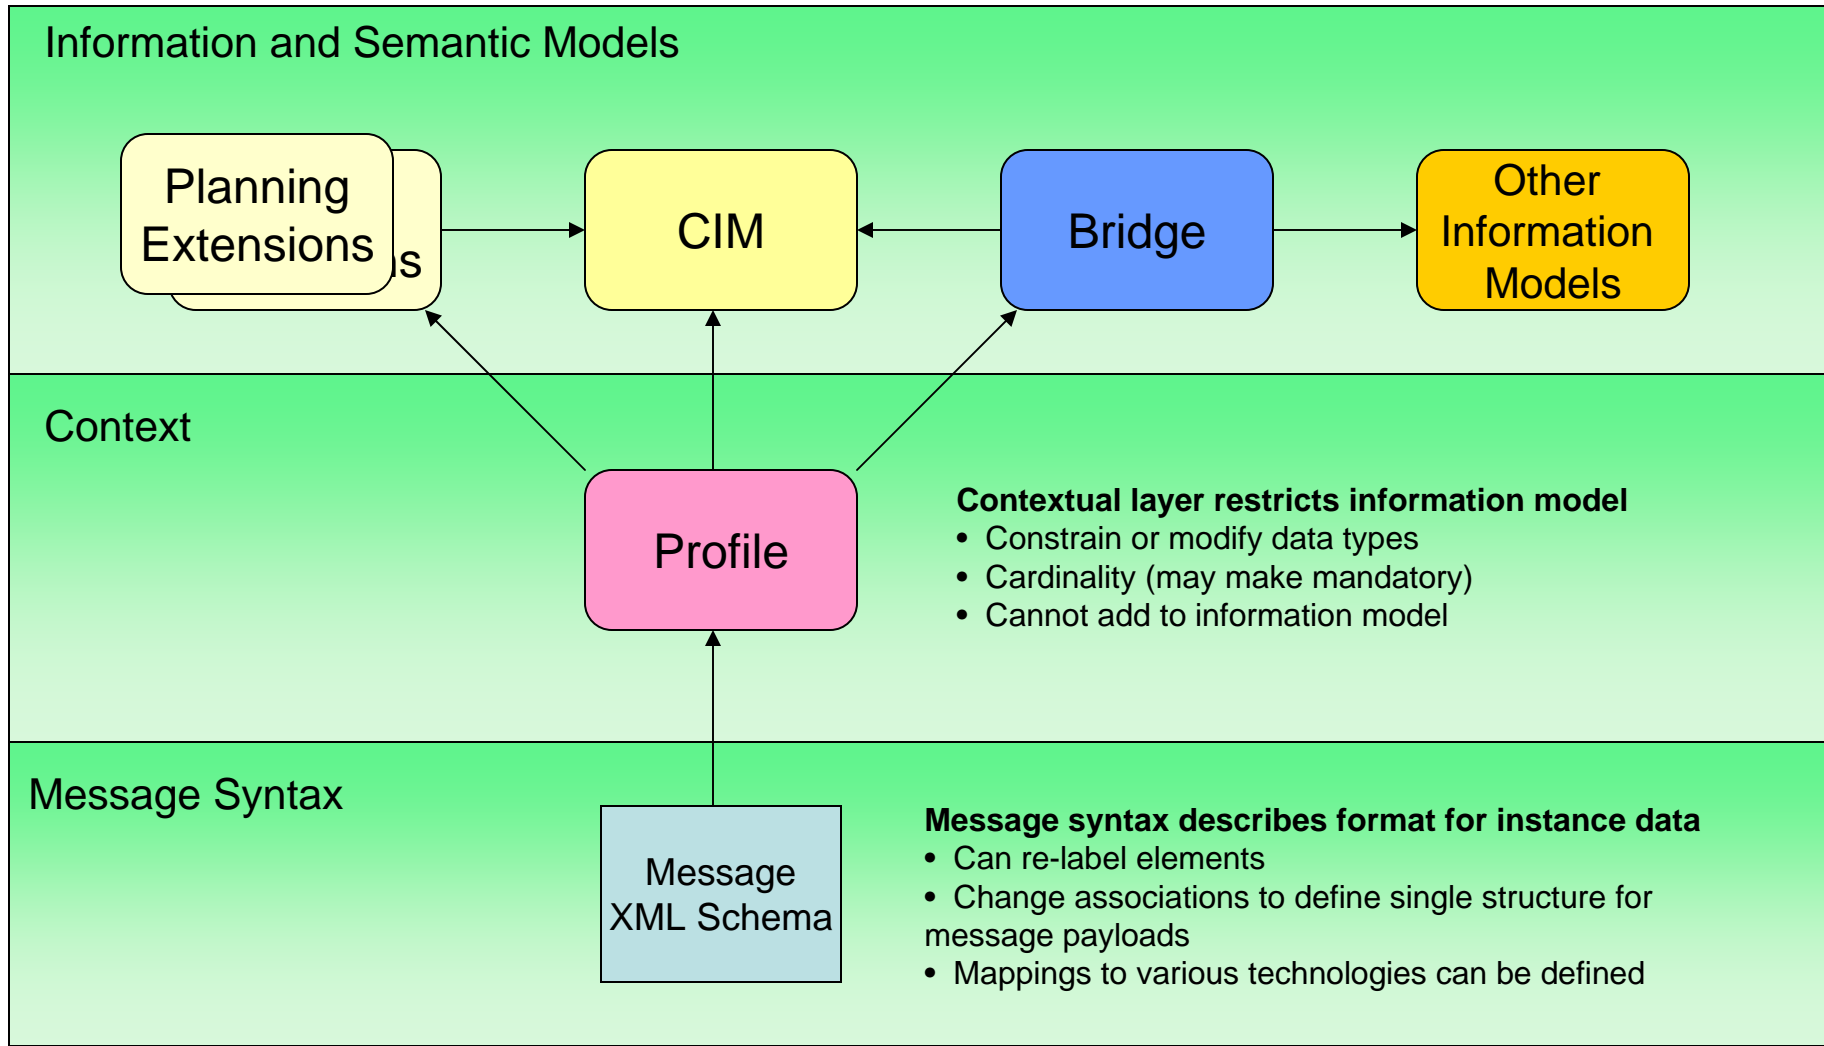 Information and Semantic Models
Planning
Extensions
CIM
Bridge
Other
Information
Models
Context
Profile
Contextual layer restricts information model
• Constrain or modify data types
• Cardinality (may make mandatory)
• Cannot add to information model
Message Syntax
Message
XML Schema
Message syntax describes format for instance data
• Can re-label elements
• Change associations to define single structure for
message payloads
• Mappings to various technologies can be defined